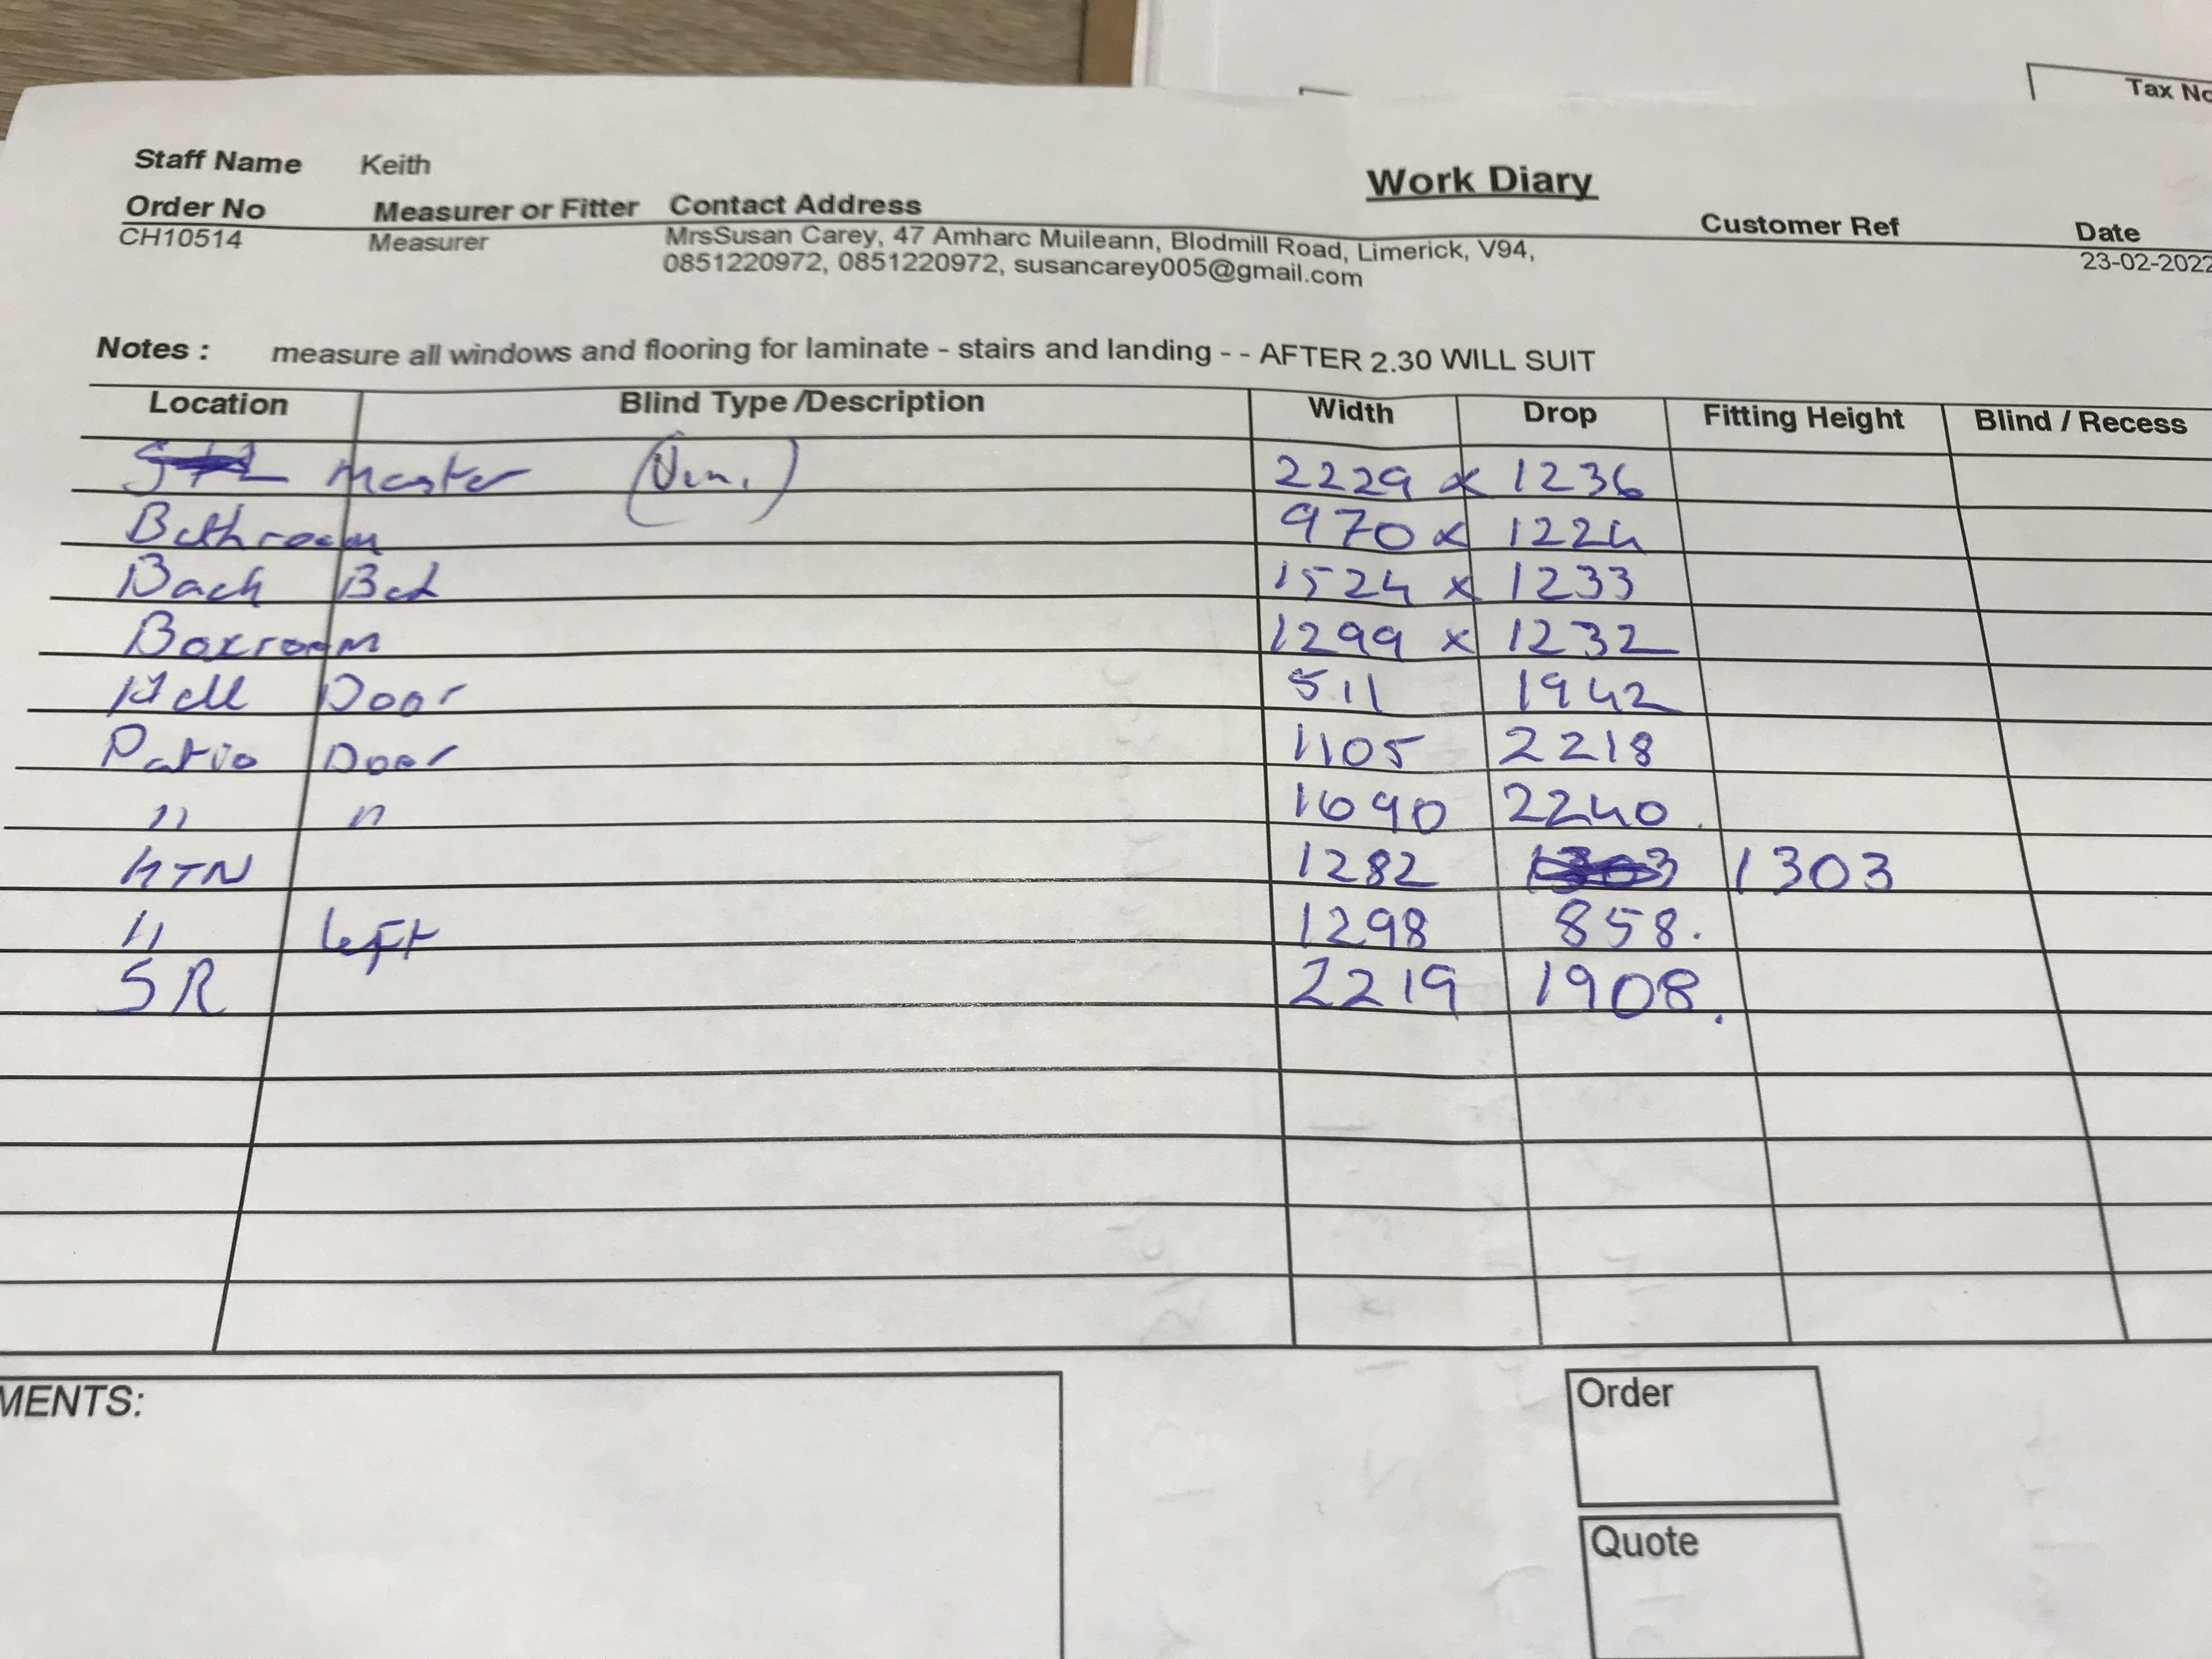 Tax No
Staff Name Keith
Work Diary
Order No Measurer or Fitter Contact Address Customer Ref Date
CH10514 Measurer MrsSusan Carey, 47 Amharc Muileann, Blodmill Road, Limerick, V94, 23-02-2022
0851220972, 0851220972, susancarey005@gmail.com
Notes : measure all windows and flooring for laminate - stairs and landing - - AFTER 2.30 WILL SUIT
Location Blind Type /Description Width Drop Fitting Height Blind / Recess
Master 2229 x 1236
Bathroom 970 x 1224
Back Bed 1524 x 1233
Boxroom 1299 x 1232
Hall Door 511 1942
Patio Door 1105 2218
" " 1690 2240
KTN 1282 1303 1303
" left 1298 858.
SR 2219 1908.
MENTS:
Order
Quote